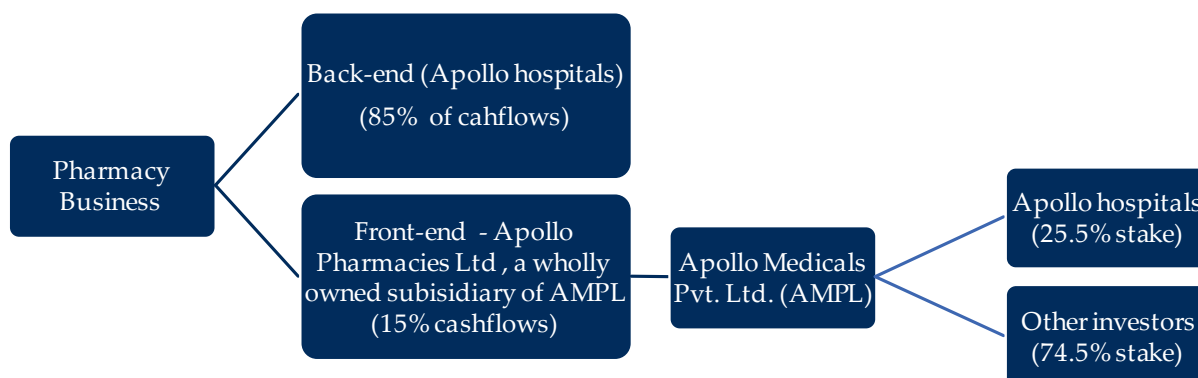 Pharmacy
Business
Back-end (Apollo hospitals)
(85% of cahflows)
Front-end - Apollo
Pharmacies Ltd , a wholly
owned subisidiary of AMPL
(15% cashflows)
Apollo Medicals
Pvt. Ltd. (AMPL)
Apollo hospitals
(25.5% stake)
Other investors
(74.5% stake)